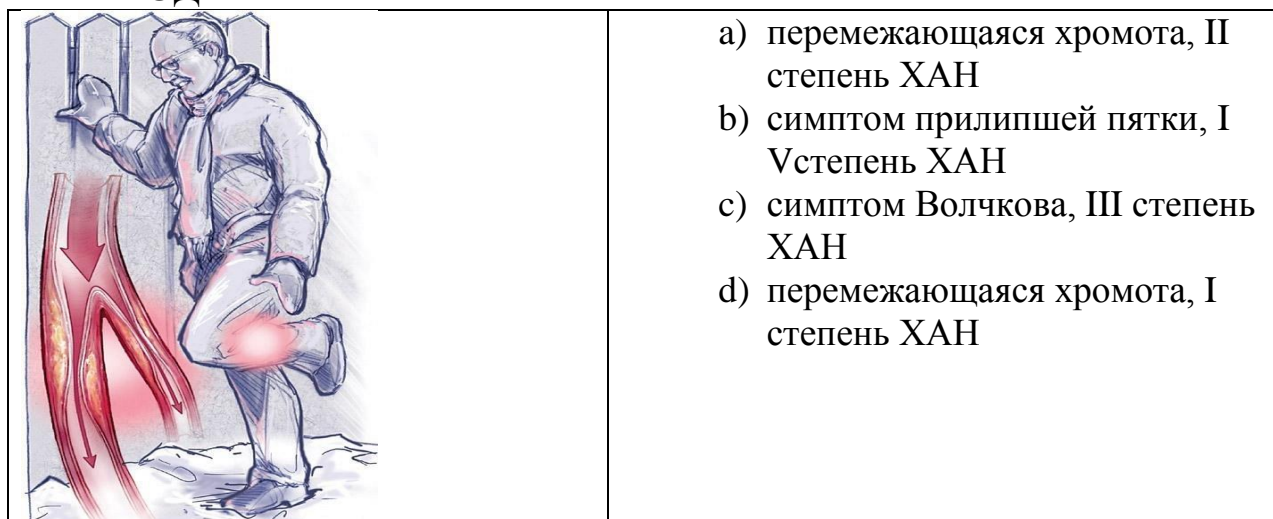 a) перемежающаяся хромота, II
степень ХАН
b) симптом прилипшей пятки, I
Vстепень ХАН
c) симптом Волчкова, III степень
ХАН
d) перемежающаяся хромота, I
степень ХАН